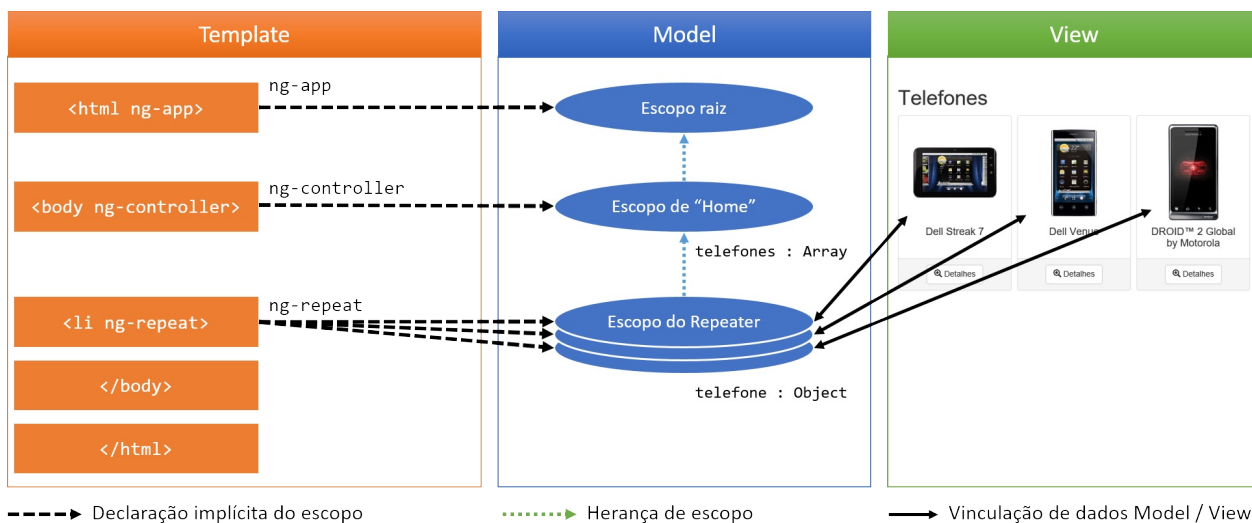 Template
Model
View
<html ng-app>
ng-app
Escopo raiz
Telefones
<body ng-controller>
ng-controller
Escopo de “Home”
telefones : Array
Dell Streak 7
Dell Venue
DROID™ 2 Global
by Motorola
Detalhes
Detalhes
Detalhes
<li ng-repeat>
ng-repeat
Escopo do Repeater
telefone : Object
</body>
</html>
Declaração implícita do escopo
Herança de escopo
Vinculação de dados Model / View